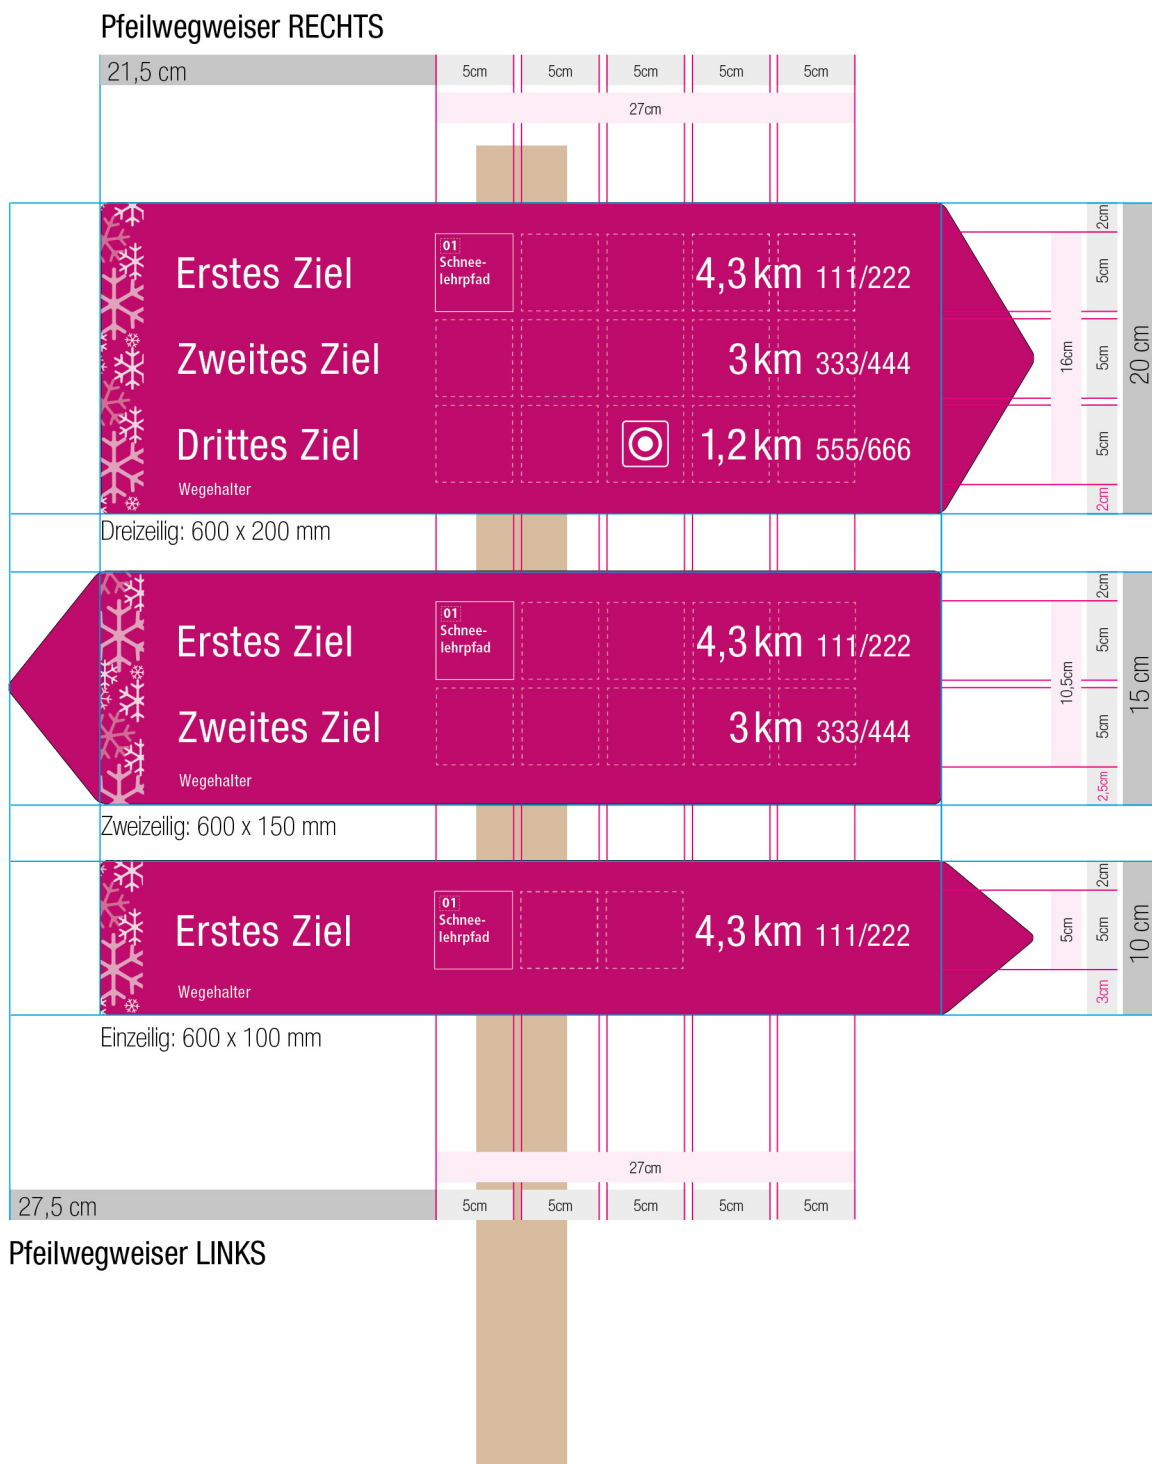 Pfeilwegweiser RECHTS
21,5 cm
5cm 5cm 5cm 5cm 5cm
27cm
Erstes Ziel 01 Schnee- 4,3 km 111/222
lehrpfad
Zweites Ziel 3 km 333/444
Drittes Ziel 1,2 km 555/666
Wegehalter
2cm
5cm
5cm
5cm
2cm
16cm
20 cm
Dreizeilig: 600 x 200 mm
Erstes Ziel 01 Schnee- 4,3 km 111/222
lehrpfad
Zweites Ziel 3 km 333/444
Wegehalter
2cm
5cm
5cm
2,5cm
10,5cm
15 cm
Zweizeilig: 600 x 150 mm
Erstes Ziel 01 Schnee- 4,3 km 111/222
lehrpfad
Wegehalter
2cm
5cm
3cm
5cm
10 cm
Einzeilig: 600 x 100 mm
27cm
27,5 cm
5cm 5cm 5cm 5cm 5cm
Pfeilwegweiser LINKS